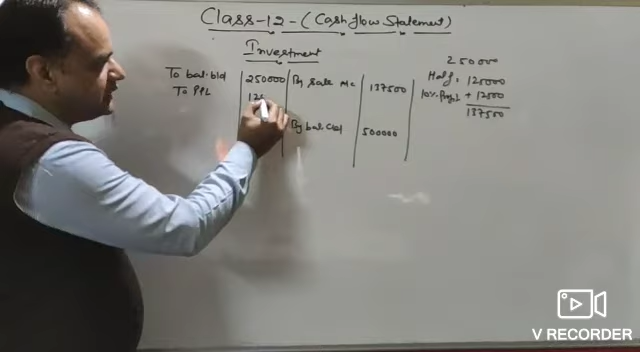 Class-12-(Cash flow Statement)
Investment
To bal. b/d 250000 By Sale A/c 137500
To P/L 12
By bal c/d 500000
250000
Half = 125000
10% Profit + 12500
137500
V RECORDER